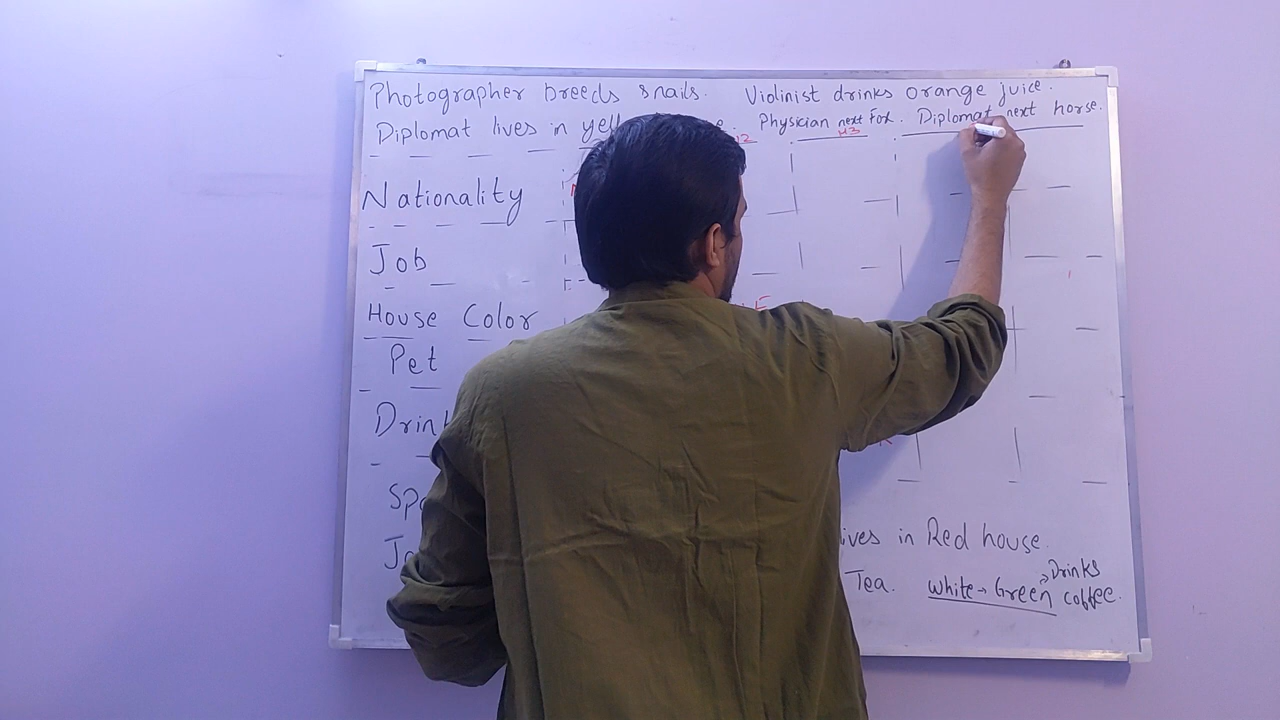 Photographer breeds snails. Violinist drinks orange juice.
Diplomat lives in Physician next Fox. Diplomat next horse.
H3
Nationality
Job
House Color
Pet
lives in Red house.
Drinks
Tea. White → Green coffee.